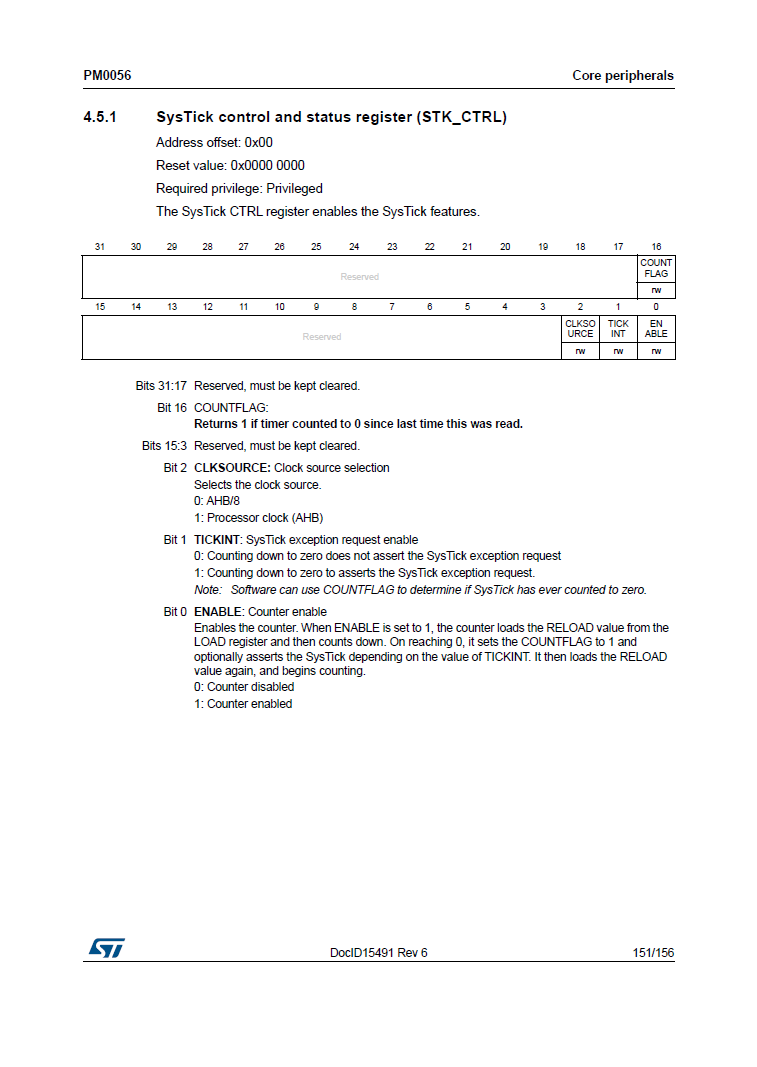 PM0056 Core peripherals
4.5.1 SysTick control and status register (STK_CTRL)
Address offset: 0x00
Reset value: 0x0000 0000
Required privilege: Privileged
The SysTick CTRL register enables the SysTick features.
31 30 29 28 27 26 25 24 23 22 21 20 19 18 17 16
Reserved
COUNT
FLAG
rw
15 14 13 12 11 10 9 8 7 6 5 4 3 2 1 0
Reserved
CLKSO TICK EN
URCE INT ABLE
rw rw rw
Bits 31:17 Reserved, must be kept cleared.
Bit 16 COUNTFLAG:
Returns 1 if timer counted to 0 since last time this was read.
Bits 15:3 Reserved, must be kept cleared.
Bit 2 CLKSOURCE: Clock source selection
Selects the clock source.
0: AHB/8
1: Processor clock (AHB)
Bit 1 TICKINT: SysTick exception request enable
0: Counting down to zero does not assert the SysTick exception request
1: Counting down to zero to asserts the SysTick exception request.
Note: Software can use COUNTFLAG to determine if SysTick has ever counted to zero.
Bit 0 ENABLE: Counter enable
Enables the counter. When ENABLE is set to 1, the counter loads the RELOAD value from the
LOAD register and then counts down. On reaching 0, it sets the COUNTFLAG to 1 and
optionally asserts the SysTick depending on the value of TICKINT. It then loads the RELOAD
value again, and begins counting.
0: Counter disabled
1: Counter enabled
ST DocID15491 Rev 6 151/156